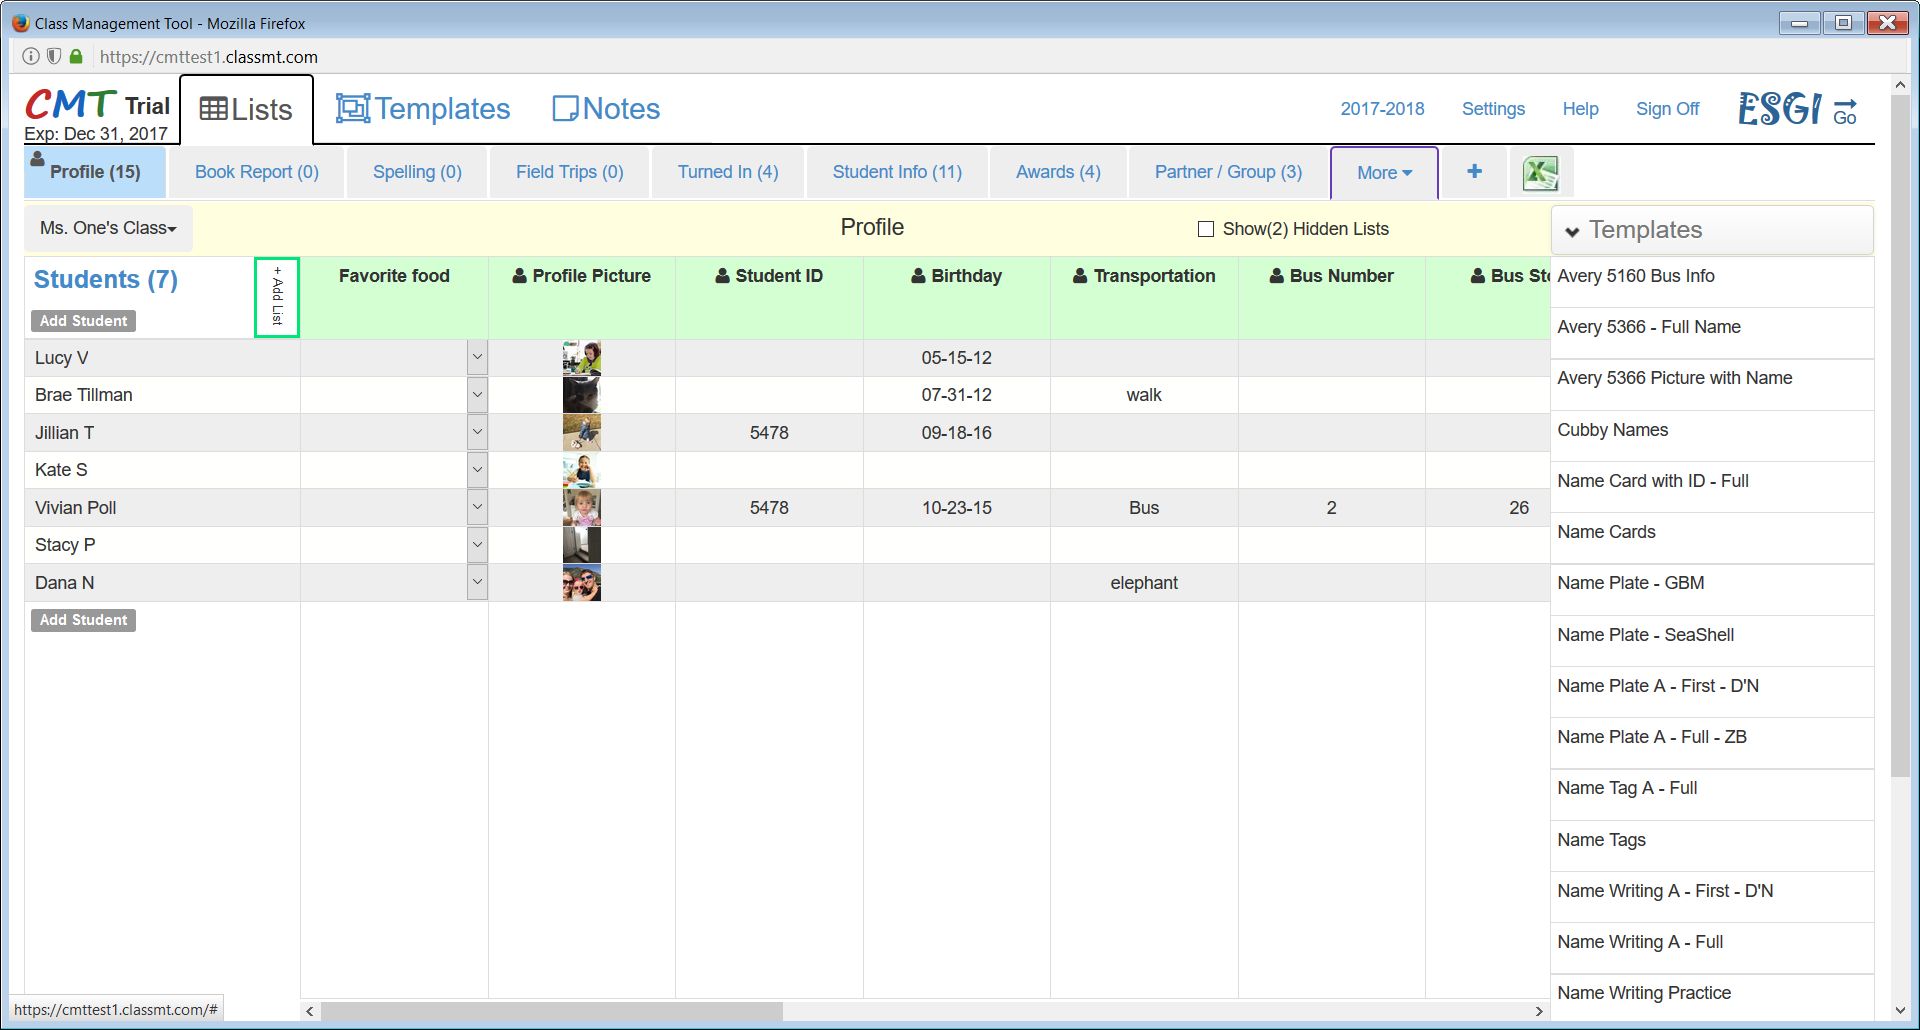 Class Management Tool - Mozilla Firefox
https://cmttest1.classmt.com
CMT Trial
Exp: Dec 31, 2017
Lists
Templates
Notes
2017-2018
Settings
Help
Sign Off
ESGI
Go
Profile (15)
Book Report (0)
Spelling (0)
Field Trips (0)
Turned In (4)
Student Info (11)
Awards (4)
Partner / Group (3)
More
+
X
Ms. One's Class
Profile
Show(2) Hidden Lists
Templates
Students (7)
Add Student
+ Add List
Favorite food
Profile Picture
Student ID
Birthday
Transportation
Bus Number
Bus Sto
Lucy V
05-15-12
Brae Tillman
07-31-12
walk
Jillian T
5478
09-18-16
Kate S
Vivian Poll
5478
10-23-15
Bus
2
26
Stacy P
Dana N
elephant
Add Student
Avery 5160 Bus Info
Avery 5366 - Full Name
Avery 5366 Picture with Name
Cubby Names
Name Card with ID - Full
Name Cards
Name Plate - GBM
Name Plate - SeaShell
Name Plate A - First - D'N
Name Plate A - Full - ZB
Name Tag A - Full
Name Tags
Name Writing A - First - D'N
Name Writing A - Full
Name Writing Practice
https://cmttest1.classmt.com/#